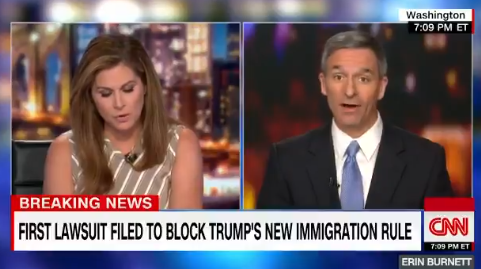 Washington
7:09 PM ET
BREAKING NEWS
FIRST LAWSUIT FILED TO BLOCK TRUMP'S NEW IMMIGRATION RULE
CNN
7:09 PM ET
ERIN BURNETT